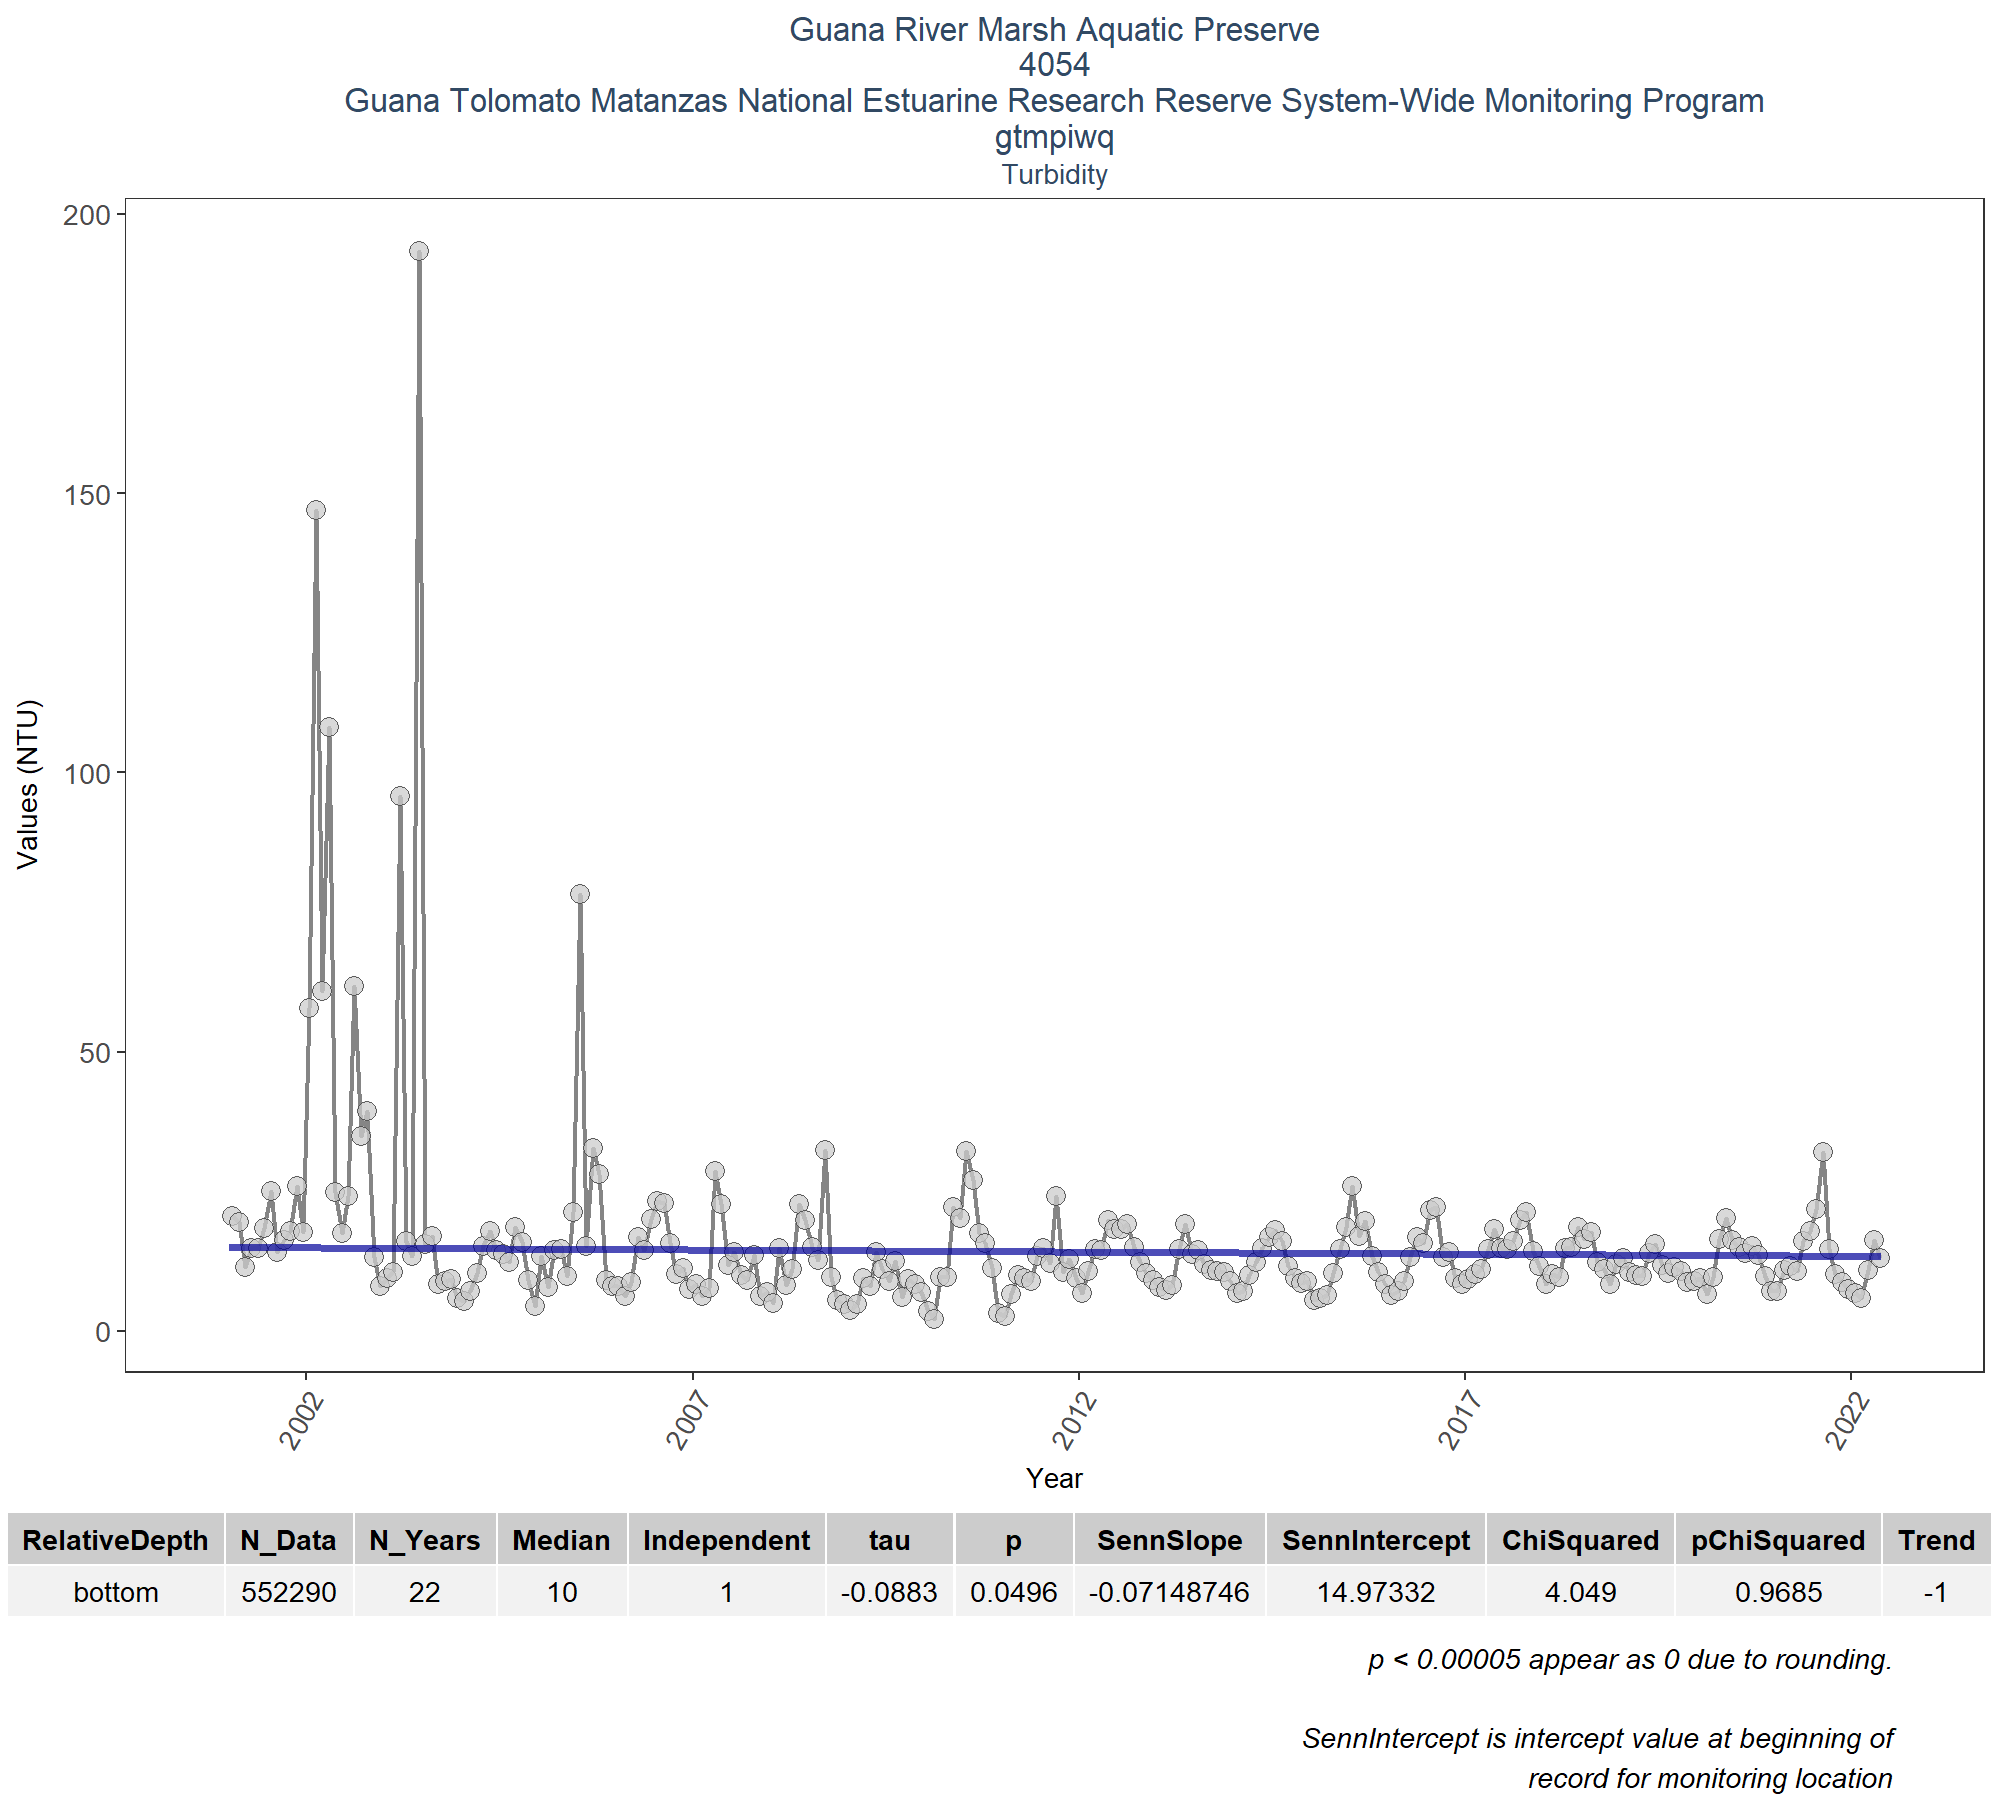 Guana River Marsh Aquatic Preserve
4054
Guana Tolomato Matanzas National Estuarine Research Reserve System-Wide Monitoring Program
gtmpiwq
Turbidity
200
150
100
50
0
Values (NTU)
2002 2007 2012 2017 2022
Year
RelativeDepth N_Data N_Years Median Independent tau p SennSlope SennIntercept ChiSquared pChiSquared Trend
bottom 552290 22 10 1 -0.0883 0.0496 -0.07148746 14.97332 4.049 0.9685 -1
p < 0.00005 appear as 0 due to rounding.
SennIntercept is intercept value at beginning of
record for monitoring location